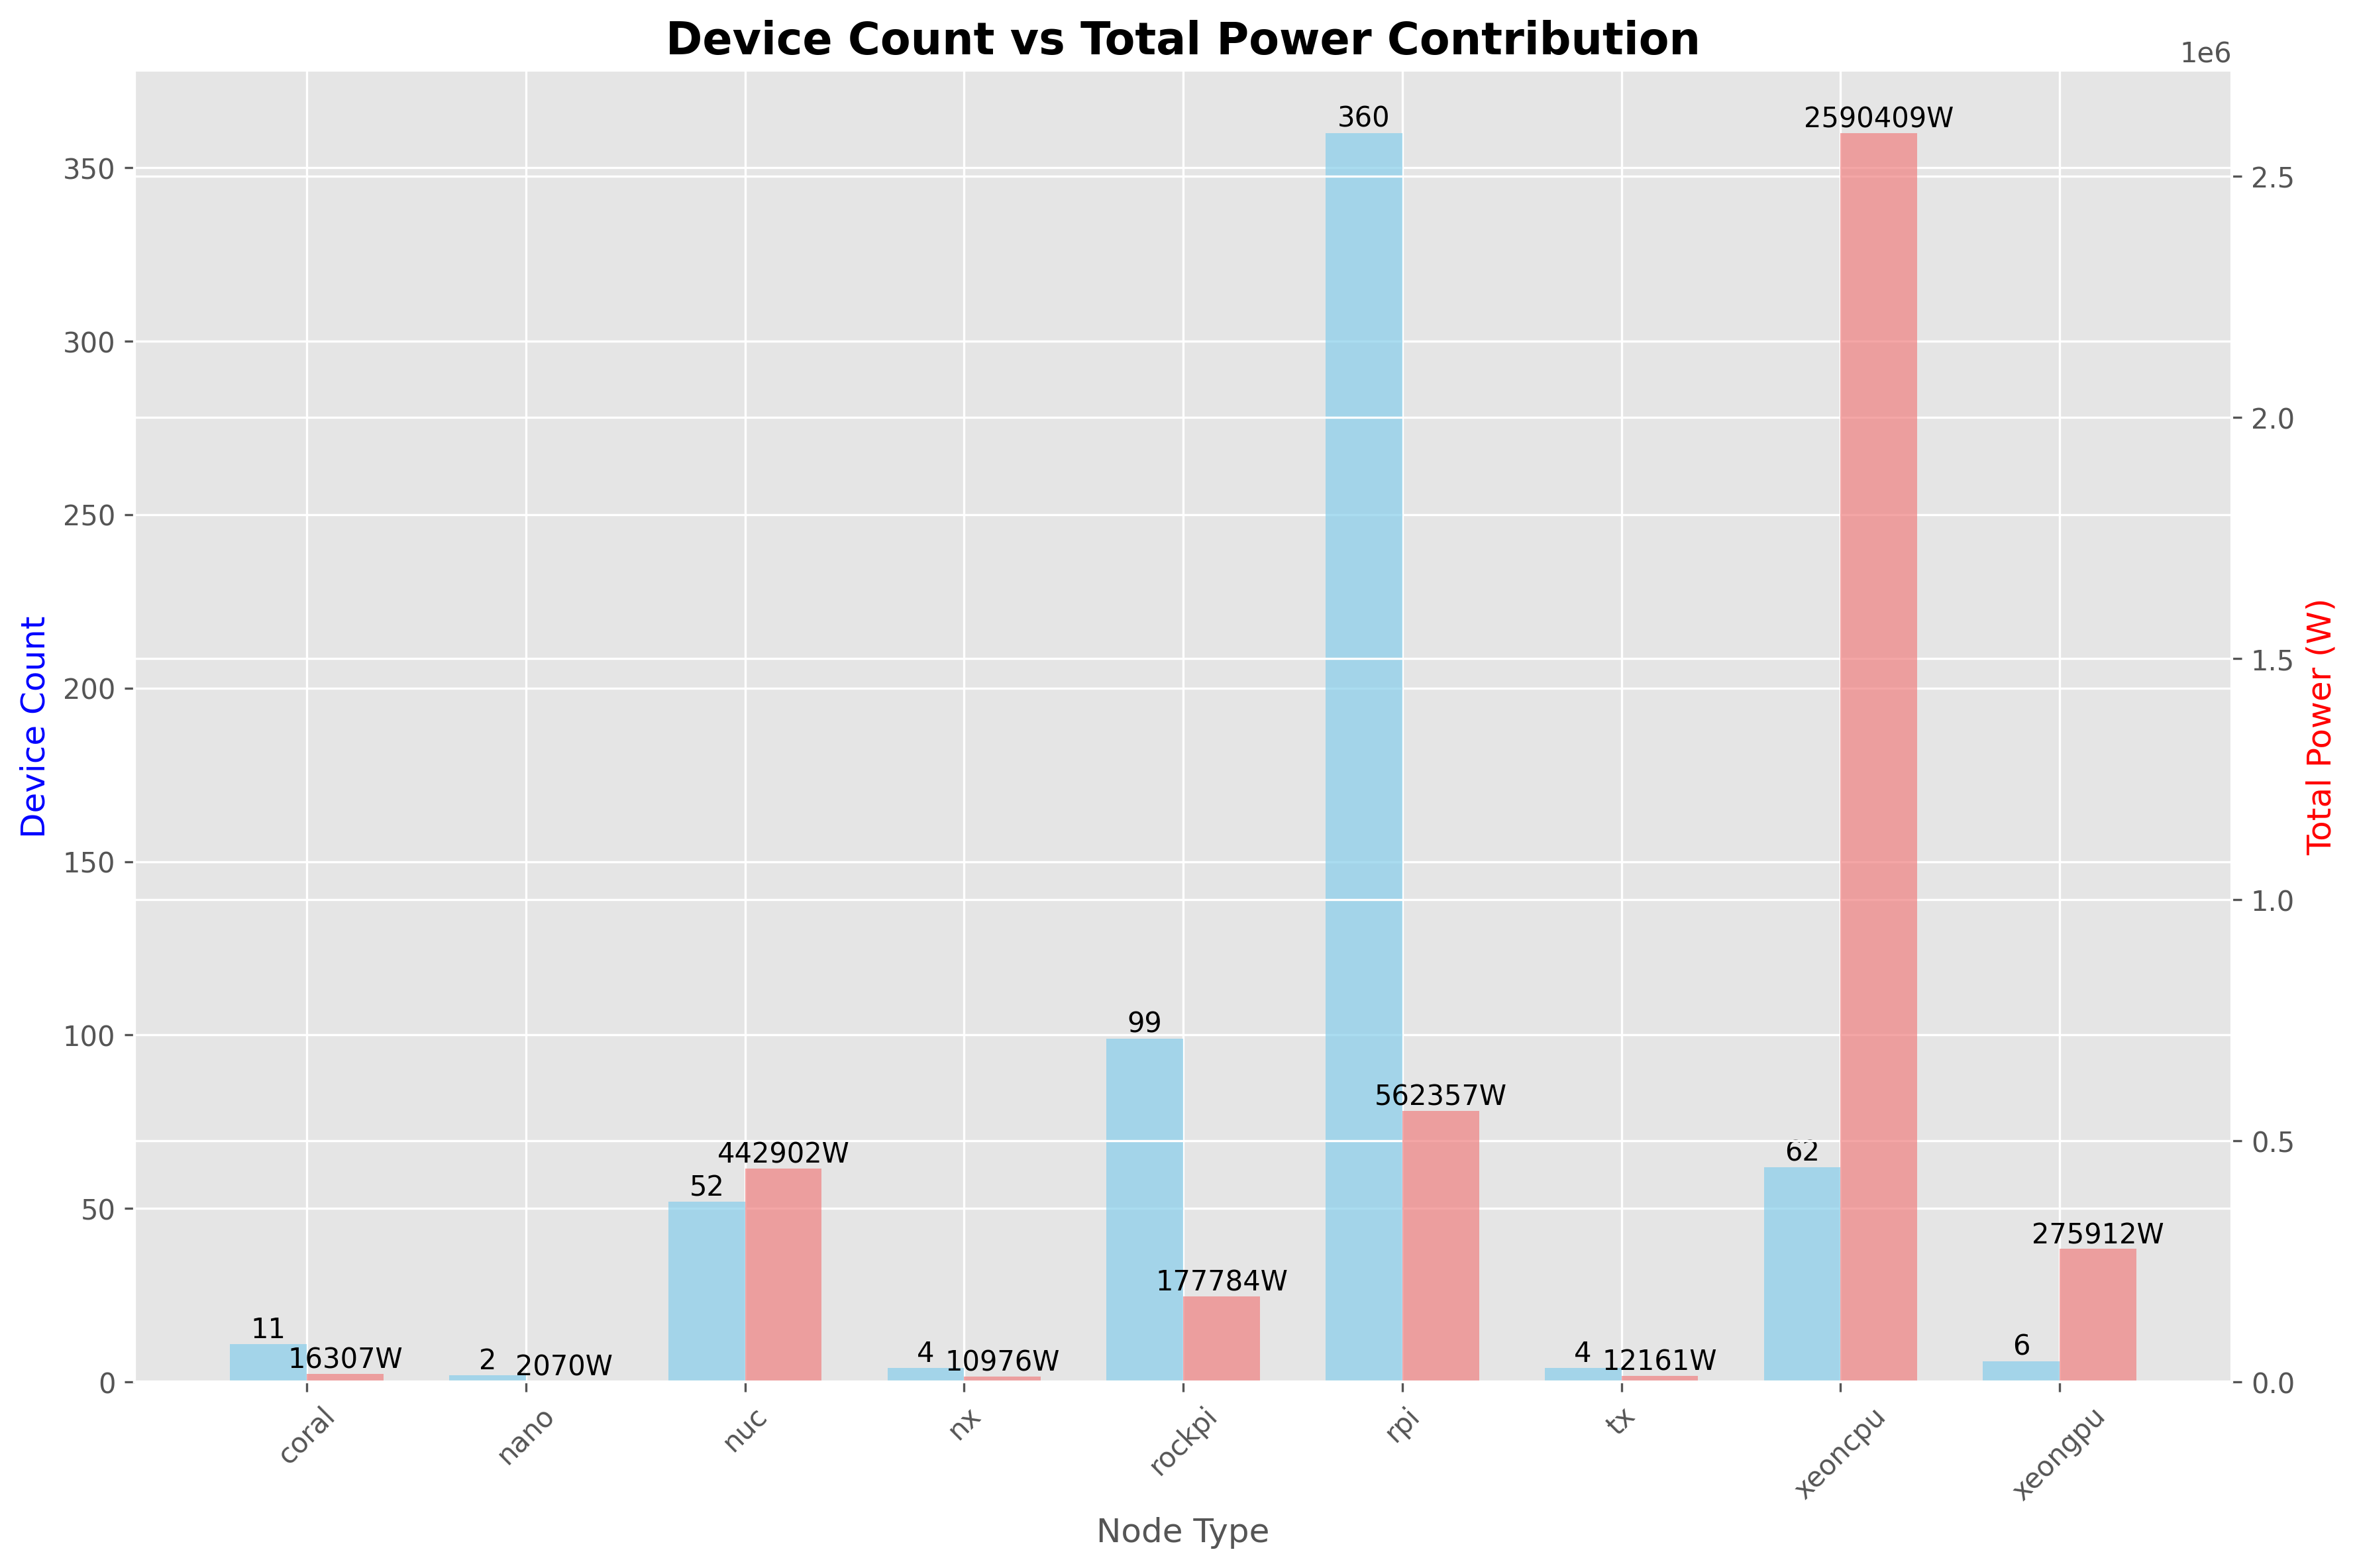 Device Count vs Total Power Contribution
1e6
350
300
250
200
150
100
50
0
Device Count
2.5
2.0
1.5
1.0
0.5
0.0
Total Power (W)
11
16307W
2
2070W
52
442902W
4
10976W
99
177784W
360
562357W
4
12161W
62
2590409W
6
275912W
coral
nano
nuc
nx
rockpi
rpi
tx
xeoncpu
xeongpu
Node Type